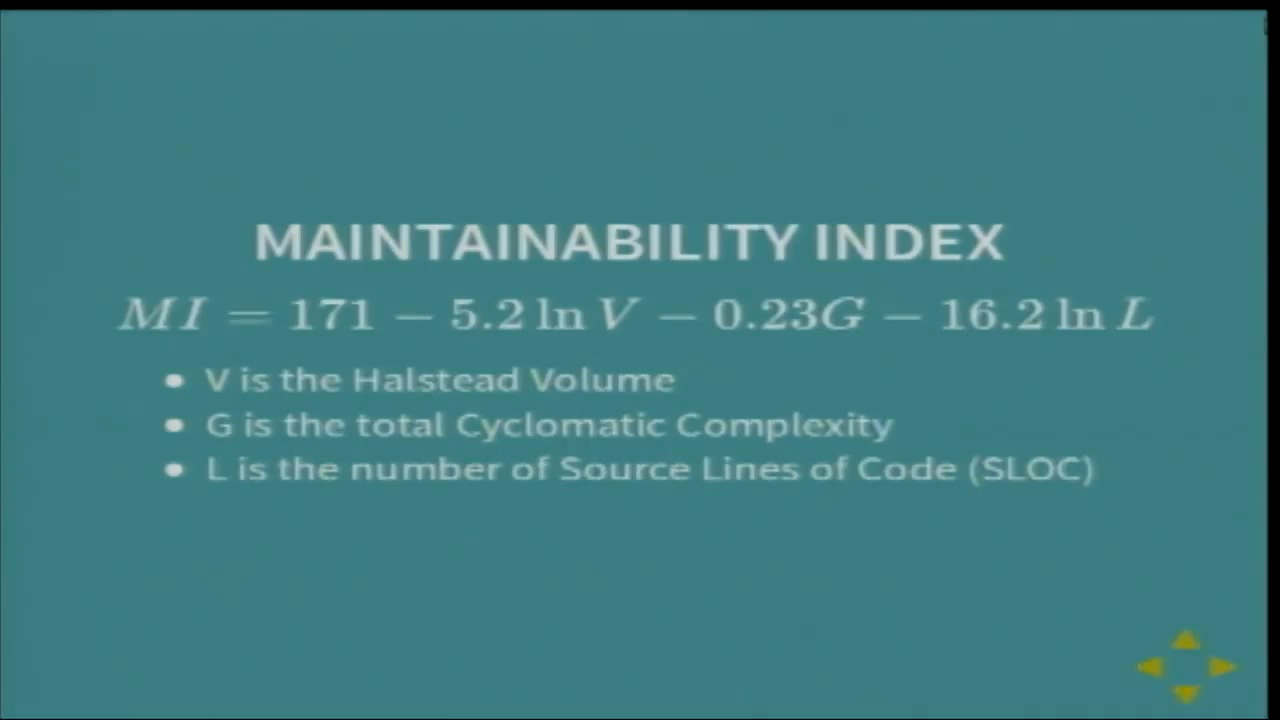 MAINTAINABILITY INDEX
MI = 171 − 5.2 ln V − 0.23G − 16.2 ln L
• V is the Halstead Volume
• G is the total Cyclomatic Complexity
• L is the number of Source Lines of Code (SLOC)